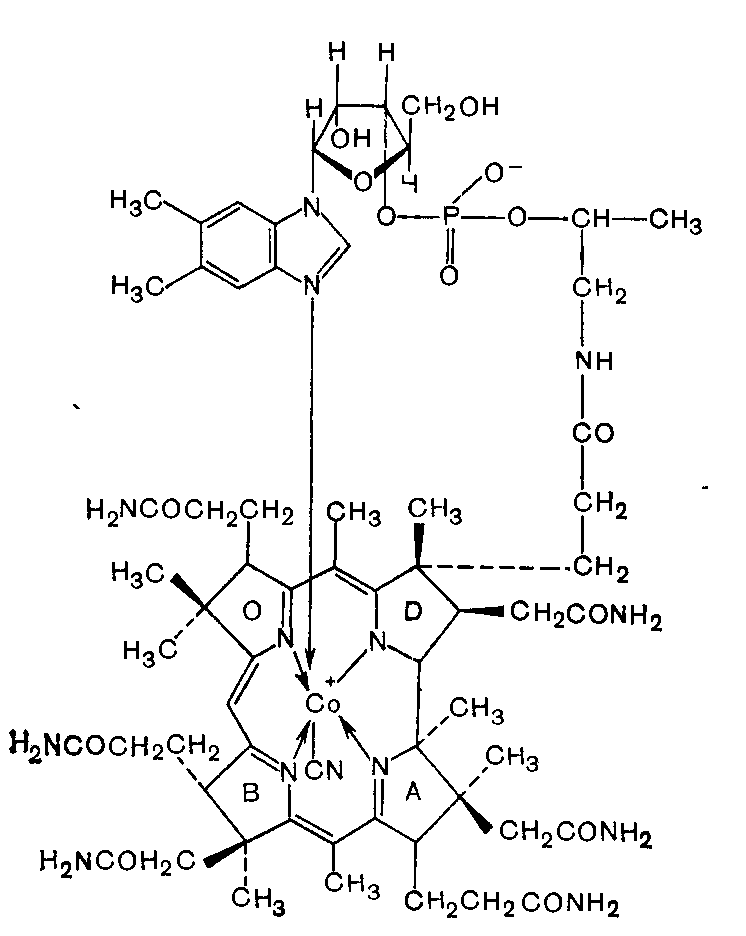 H H
H CH₂OH
OH
O H
O⁻
H₃C N O P O CH CH₃
O
H₃C N CH₂
NH
CO
H₂NCOCH₂CH₂ CH₃ CH₃ CH₂
H₃C CH₂
O D CH₂CONH₂
H₃C N N
+
Co CH₃
H₂NCOCH₂CH₂ CH₃
N CN N
B A
CH₂CONH₂
H₂NCOH₂C
CH₃ CH₃ CH₂CH₂CONH₂